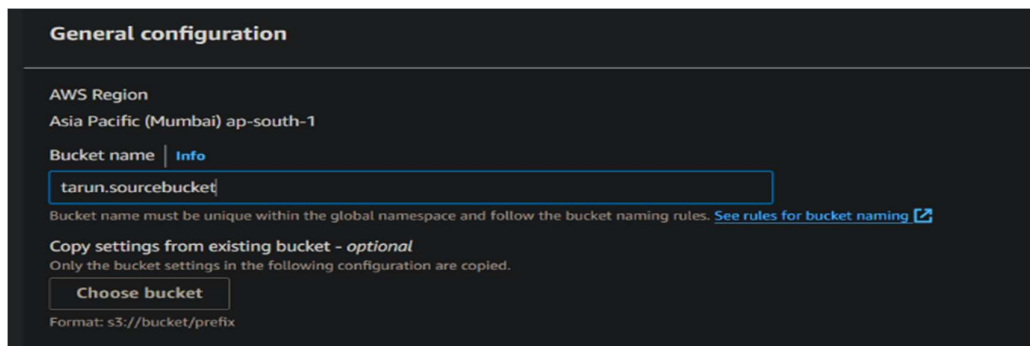 General configuration
AWS Region
Asia Pacific (Mumbai) ap-south-1
Bucket name | Info
tarun.sourcebucket
Bucket name must be unique within the global namespace and follow the bucket naming rules. See rules for bucket naming
Copy settings from existing bucket - optional
Only the bucket settings in the following configuration are copied.
Choose bucket
Format: s3://bucket/prefix